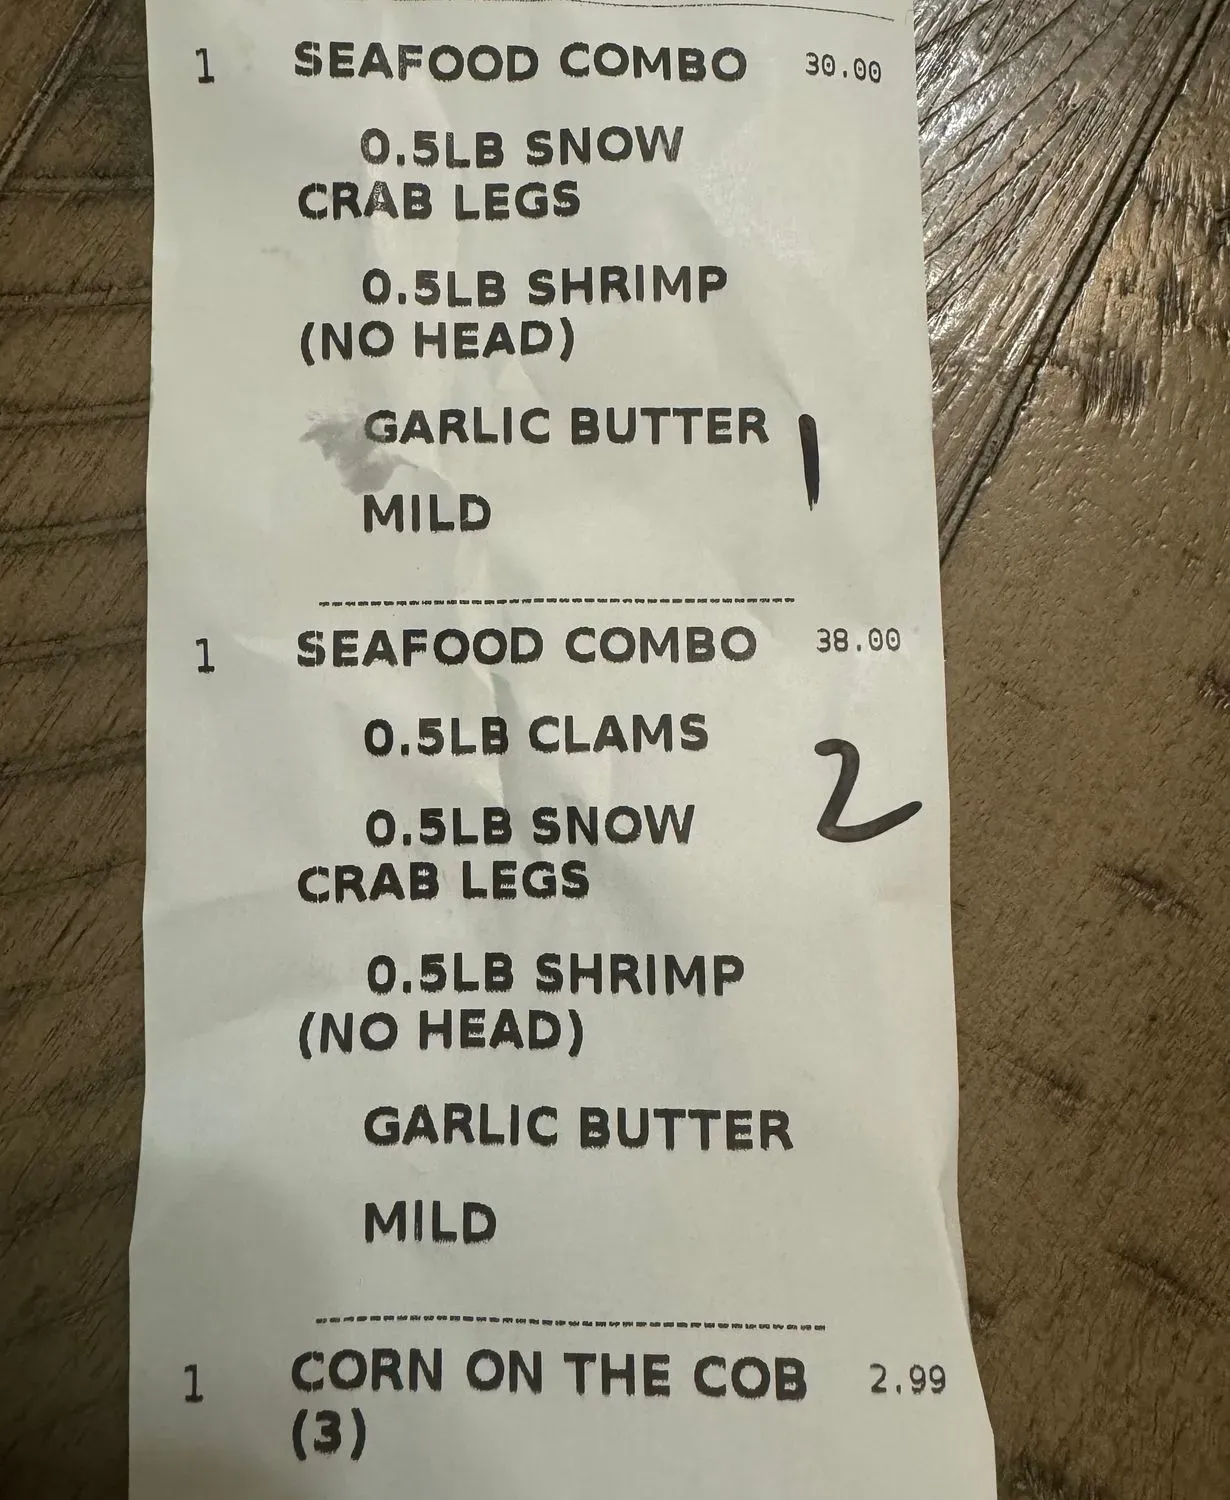 1 SEAFOOD COMBO 30.00
0.5LB SNOW
CRAB LEGS
0.5LB SHRIMP
(NO HEAD)
GARLIC BUTTER
1
MILD
1 SEAFOOD COMBO 38.00
0.5LB CLAMS
2
0.5LB SNOW
CRAB LEGS
0.5LB SHRIMP
(NO HEAD)
GARLIC BUTTER
MILD
1 CORN ON THE COB 2.99
(3)